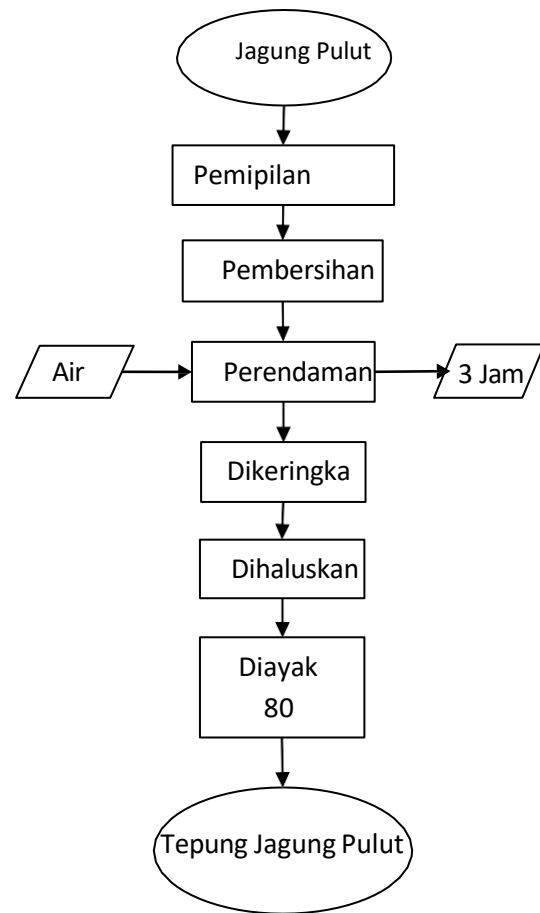 Jagung Pulut
Pemipilan
Pembersihan
Air
Perendaman
3 Jam
Dikeringka
Dihaluskan
Diayak
80
Tepung Jagung Pulut